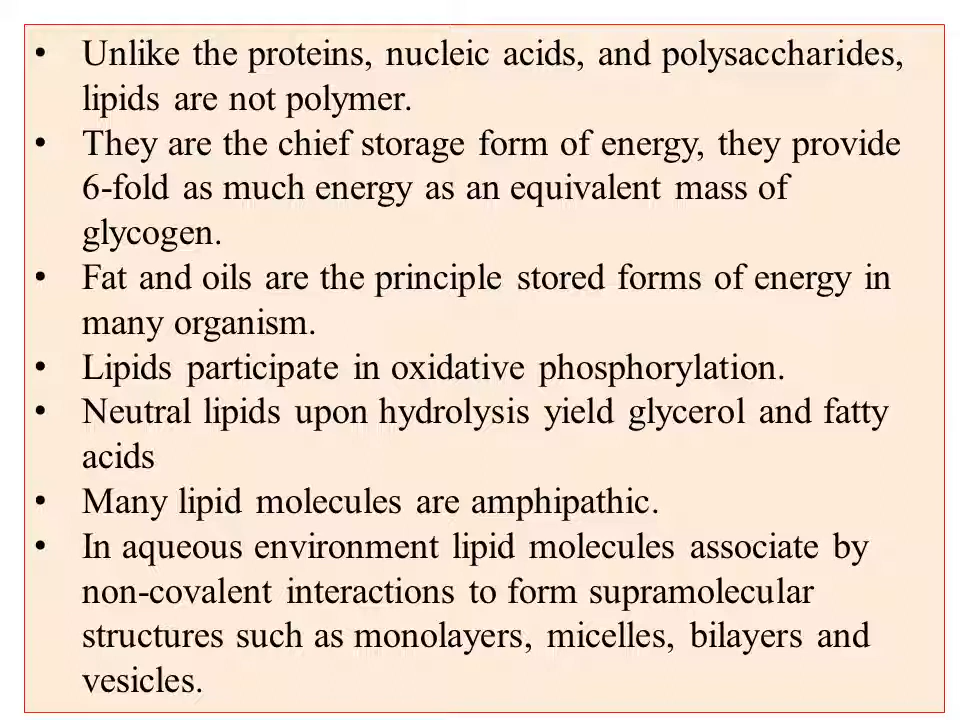 • Unlike the proteins, nucleic acids, and polysaccharides,
lipids are not polymer.
• They are the chief storage form of energy, they provide
6-fold as much energy as an equivalent mass of
glycogen.
• Fat and oils are the principle stored forms of energy in
many organism.
• Lipids participate in oxidative phosphorylation.
• Neutral lipids upon hydrolysis yield glycerol and fatty
acids
• Many lipid molecules are amphipathic.
• In aqueous environment lipid molecules associate by
non-covalent interactions to form supramolecular
structures such as monolayers, micelles, bilayers and
vesicles.